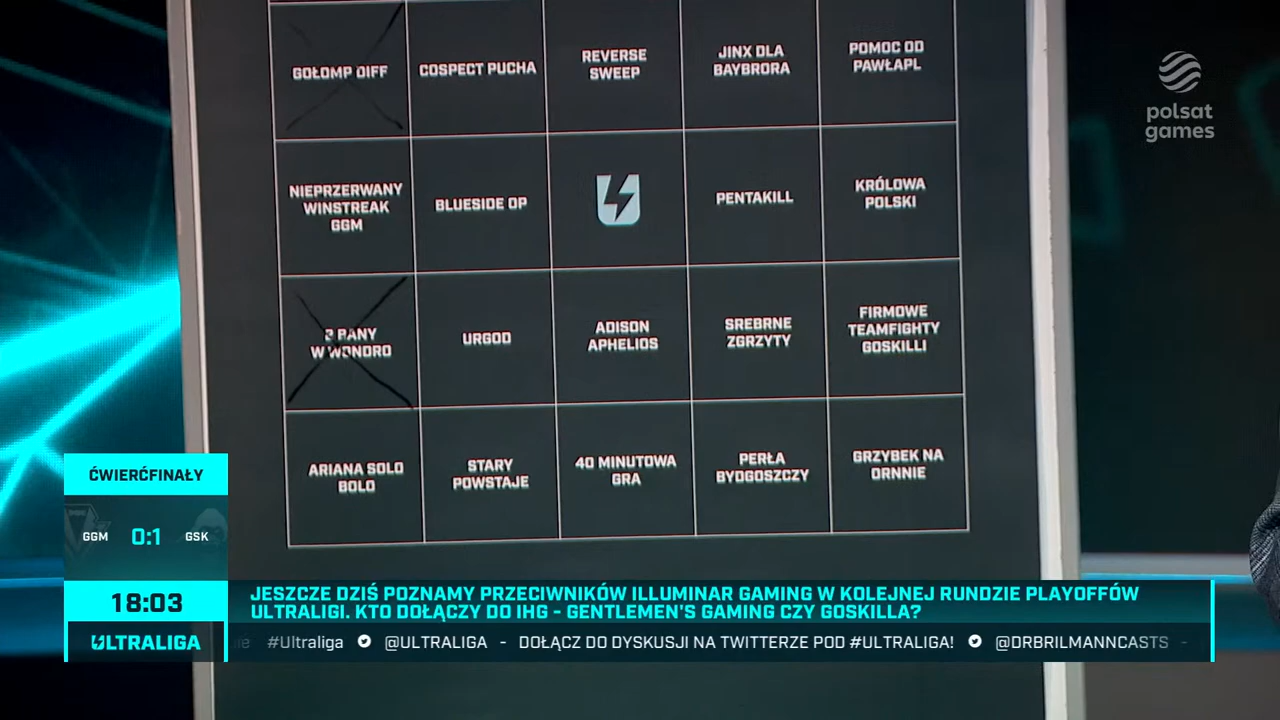 GOŁOMP DIFF
COSPECT PUCHA
REVERSE
SWEEP
JINX DLA
BAYBRORA
POMOC OD
PAWŁAPL
polsat
games
NIEPRZERWANY
WINSTREAK
GGM
BLUESIDE OP
PENTAKILL
KRÓLOWA
POLSKI
2 RANY
W WONDRO
URGOD
ADISON
APHELIOS
SREBRNE
ZGRZYTY
FIRMOWE
TEAMFIGHTY
GOSKILLI
ARIANA SOLO
BOLO
STARY
POWSTAJE
40 MINUTOWA
GRA
PERŁA
BYDGOSZCZY
GRZYBEK NA
ORNNIE
ĆWIERĆFINAŁY
GGM 0:1 GSK
18:03
JESZCZE DZIŚ POZNAMY PRZECIWNIKÓW ILLUMINAR GAMING W KOLEJNEJ RUNDZIE PLAYOFFÓW
ULTRALIGI. KTO DOŁĄCZY DO IHG - GENTLEMEN'S GAMING CZY GOSKILLA?
ULTRALIGA
#Ultraliga @ULTRALIGA - DOŁĄCZ DO DYSKUSJI NA TWITTERZE POD #ULTRALIGA! @DRBRILMANNCASTS -